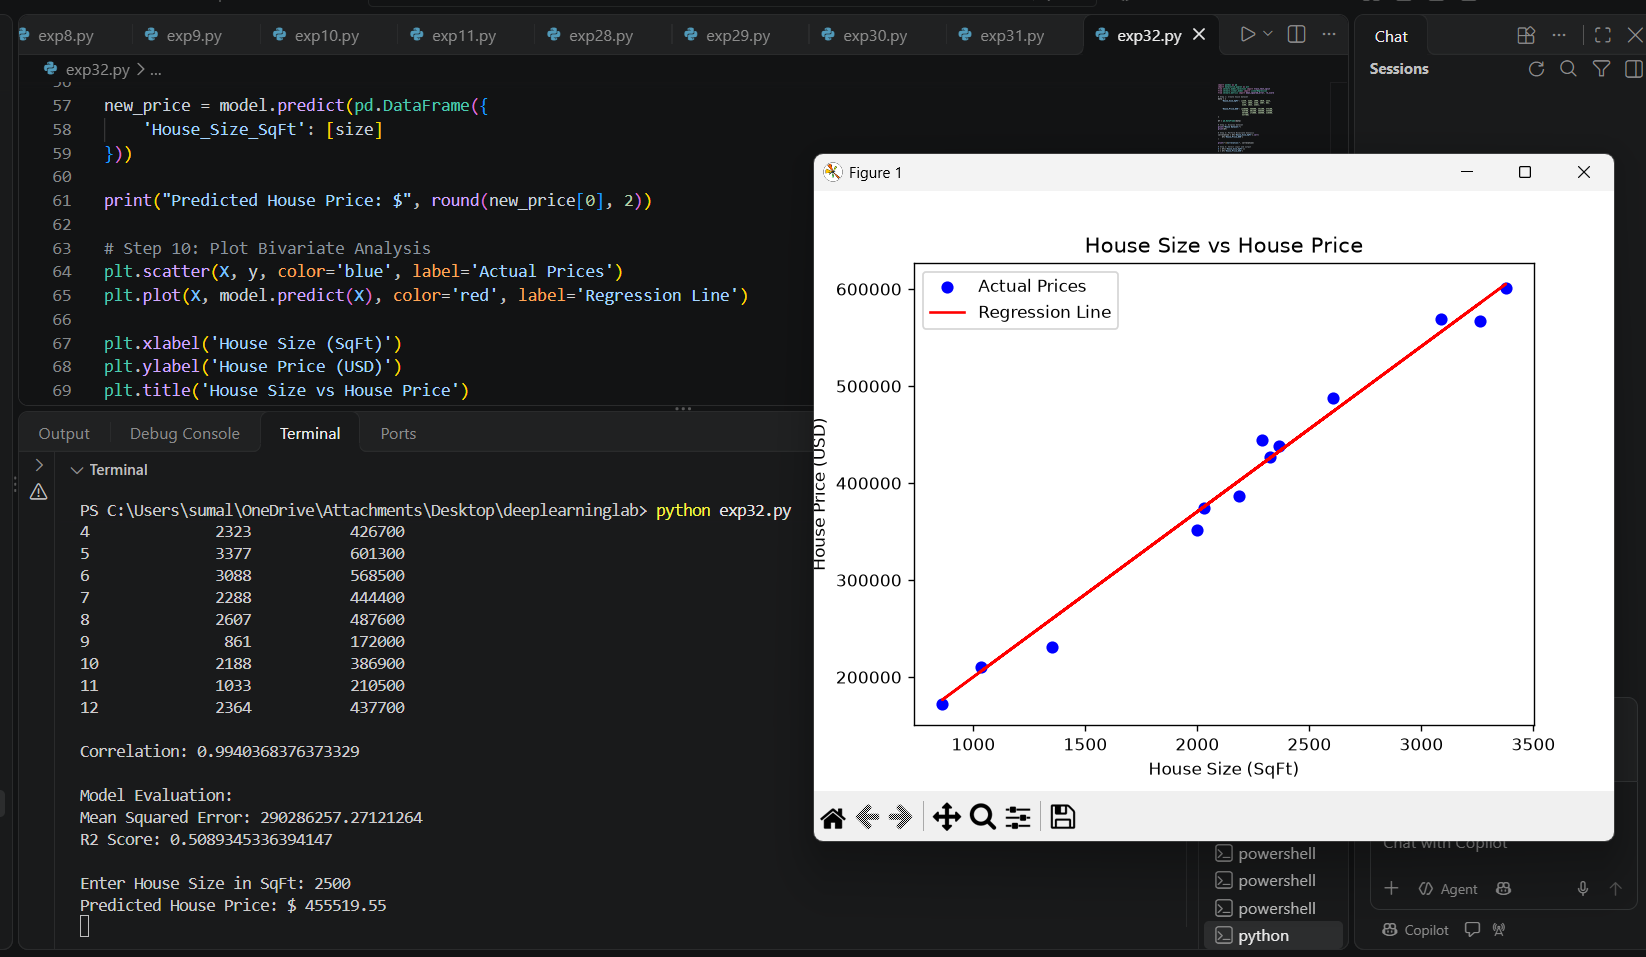 exp8.py exp9.py exp10.py exp11.py exp28.py exp29.py exp30.py exp31.py exp32.py
Chat
exp32.py > ...
Sessions
57 new_price = model.predict(pd.DataFrame({
58 'House_Size_SqFt': [size]
59 }))
60
61 print("Predicted House Price: $", round(new_price[0], 2))
62
63 # Step 10: Plot Bivariate Analysis
64 plt.scatter(X, y, color='blue', label='Actual Prices')
65 plt.plot(X, model.predict(X), color='red', label='Regression Line')
66
67 plt.xlabel('House Size (SqFt)')
68 plt.ylabel('House Price (USD)')
69 plt.title('House Size vs House Price')
Output Debug Console Terminal Ports
Terminal
PS C:\Users\sumal\OneDrive\Attachments\Desktop\deeplearninglab> python exp32.py
4 2323 426700
5 3377 601300
6 3088 568500
7 2288 444400
8 2607 487600
9 861 172000
10 2188 386900
11 1033 210500
12 2364 437700
Correlation: 0.9940368376373329
Model Evaluation:
Mean Squared Error: 290286257.27121264
R2 Score: 0.5089345336394147
Enter House Size in SqFt: 2500
Predicted House Price: $ 455519.55
Figure 1
House Size vs House Price
Actual Prices
Regression Line
600000
500000
400000
300000
200000
House Price (USD)
1000 1500 2000 2500 3000 3500
House Size (SqFt)
powershell
powershell
powershell
python
Chat with Copilot
Agent
Copilot